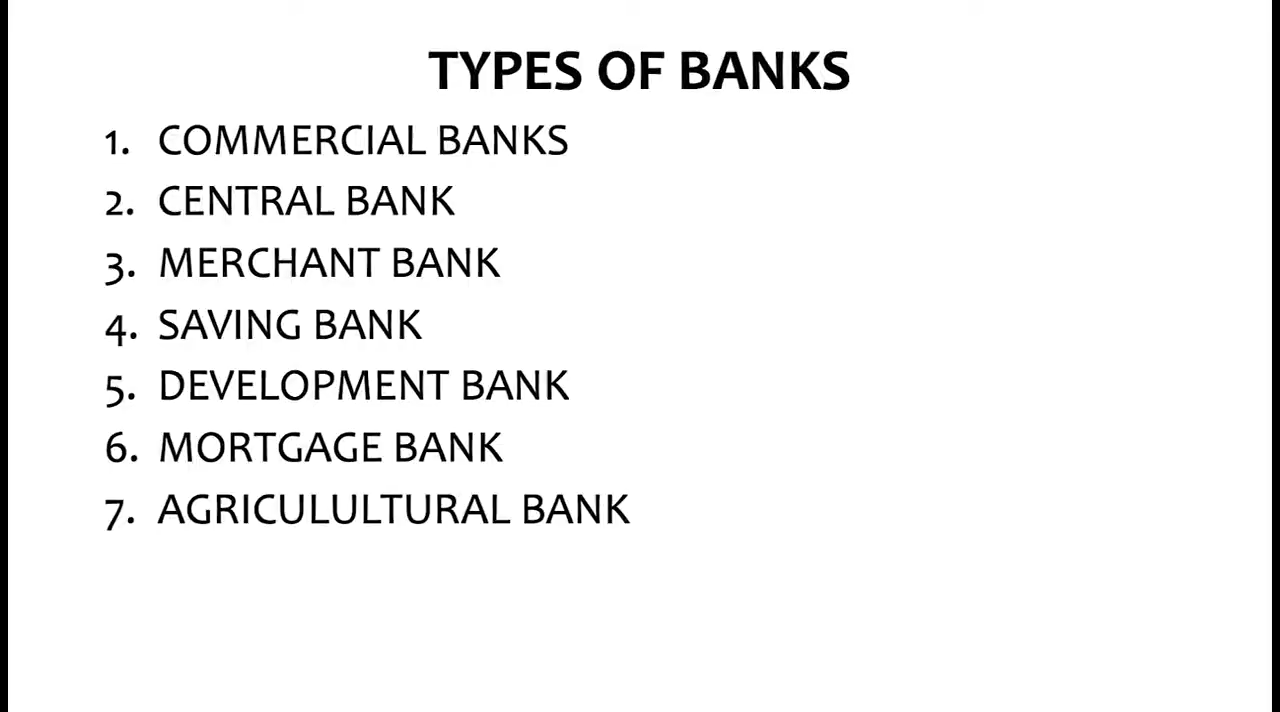 TYPES OF BANKS
1. COMMERCIAL BANKS
2. CENTRAL BANK
3. MERCHANT BANK
4. SAVING BANK
5. DEVELOPMENT BANK
6. MORTGAGE BANK
7. AGRICULULTURAL BANK